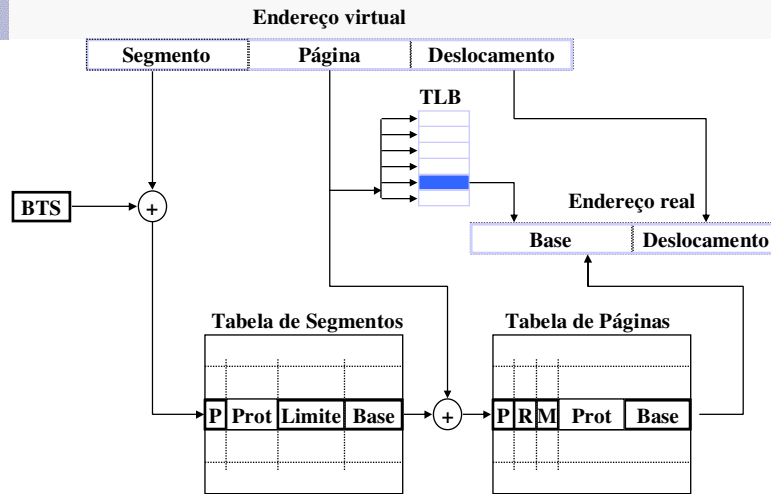 Endereço virtual
Segmento Página Deslocamento
TLB
BTS
+
Endereço real
Base Deslocamento
Tabela de Segmentos
Tabela de Páginas
P Prot Limite Base
+
P R M Prot Base